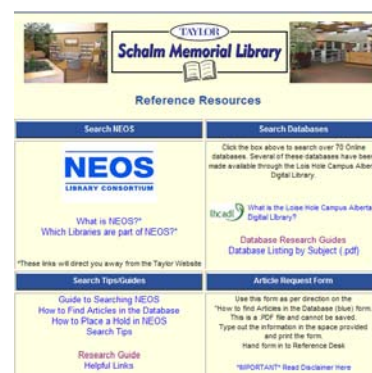 TAYLOR
Schalm Memorial Library
Reference Resources
Search NEOS
NEOS
LIBRARY CONSORTIUM
What is NEOS?*
Which Libraries are part of NEOS?*
*These links will direct you away from the Taylor Website
Search Databases
Click the box above to search over 70 Online
databases. Several of these databases have been
made available through the Lois Hole Campus Alber
Digital Library.
lhcadl
What is the Loise Hole Campus Alberta
Digital Library?
Database Research Guides
Database Listing by Subject (.pdf)
Search Tips/Guides
Guide to Searching NEOS
How to Find Articles in the Database
How to Place a Hold in NEOS
Search Tips
Research Guide
Helpful Links
Article Request Form
Use this form as per direction on the
"How to find Articles in the Database (blue) form.
This is a .PDF file and cannot be saved.
Type out the information in the space provided
and print the form.
Hand form in to Reference Desk
*IMPORTANT* Read Disclaimer Here